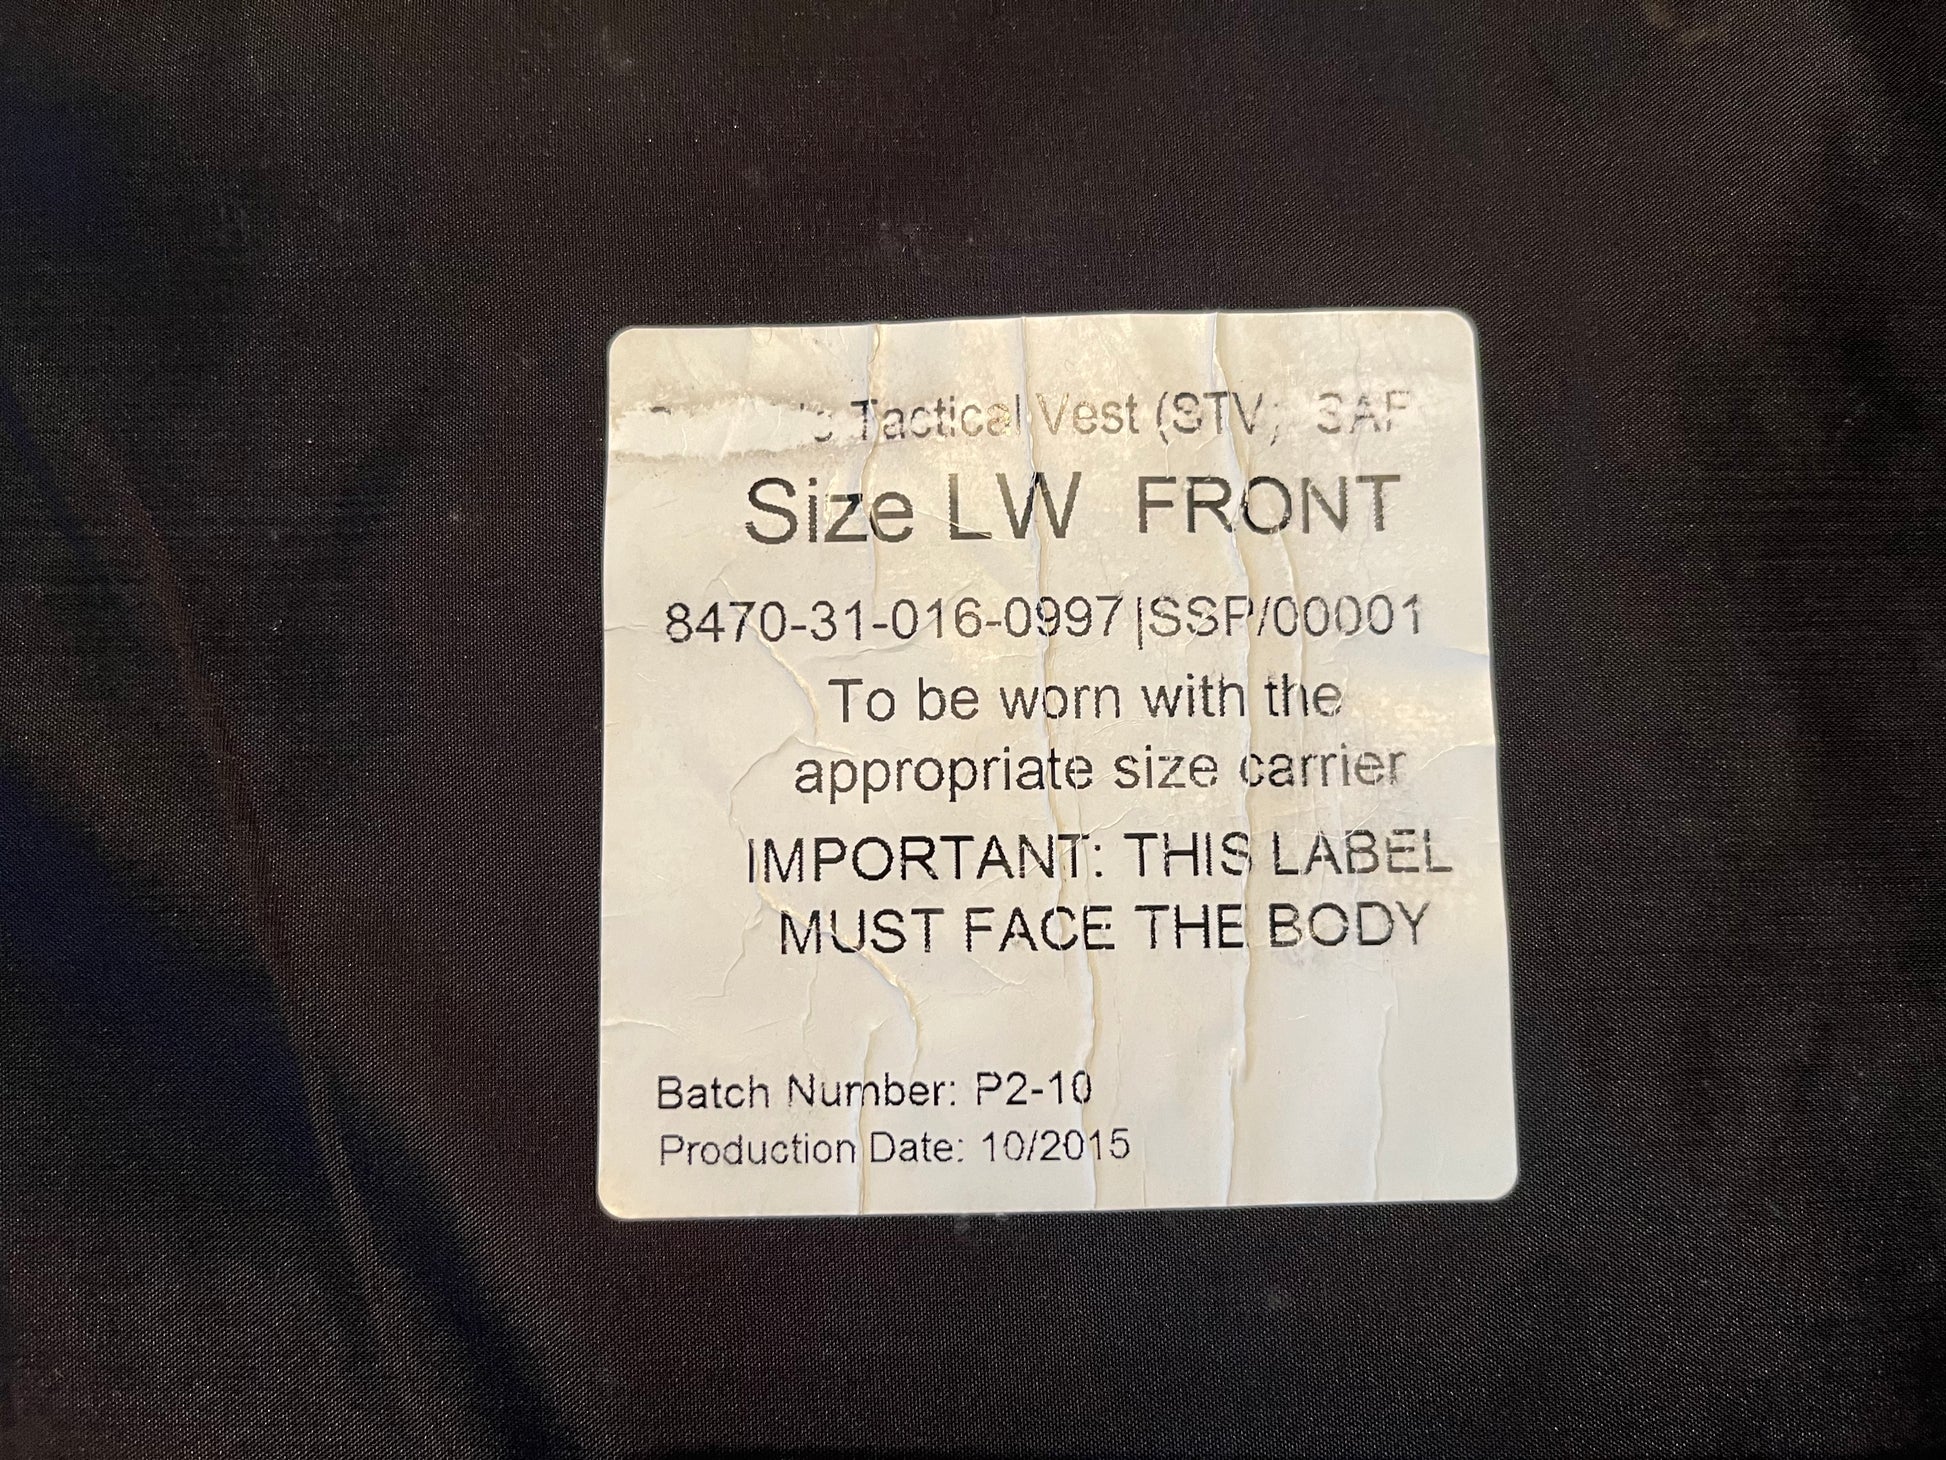 Tactical Vest (STV) SAF
Size LW FRONT
8470-31-016-0997|SSP/00001
To be worn with the
appropriate size carrier
IMPORTANT: THIS LABEL
MUST FACE THE BODY
Batch Number: P2-10
Production Date: 10/2015